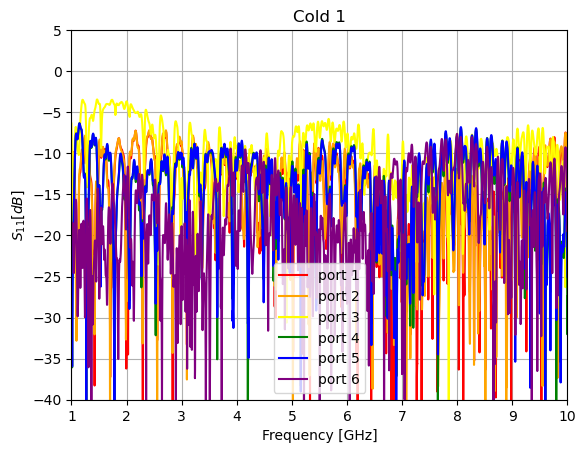 Cold 1
5
0
−5
−10
−15
−20
−25
−30
−35
−40
S₁₁[dB]
port 1
port 2
port 3
port 4
port 5
port 6
1 2 3 4 5 6 7 8 9 10
Frequency [GHz]